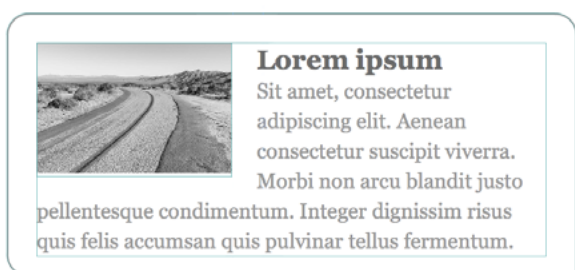 Lorem ipsum
Sit amet, consectetur
adipiscing elit. Aenean
consectetur suscipit viverra.
Morbi non arcu blandit justo
pellentesque condimentum. Integer dignissim risus
quis felis accumsan quis pulvinar tellus fermentum.